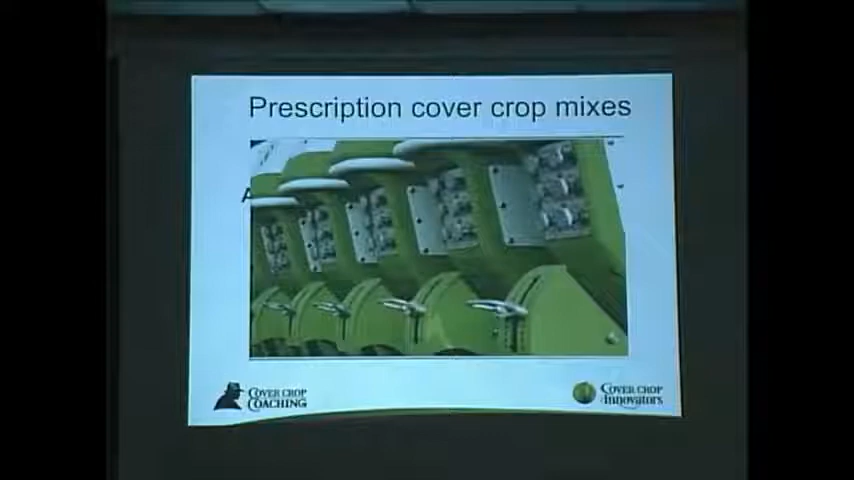 Prescription cover crop mixes
A
COVER CROP
COACHING
COVER CROP
Innovators